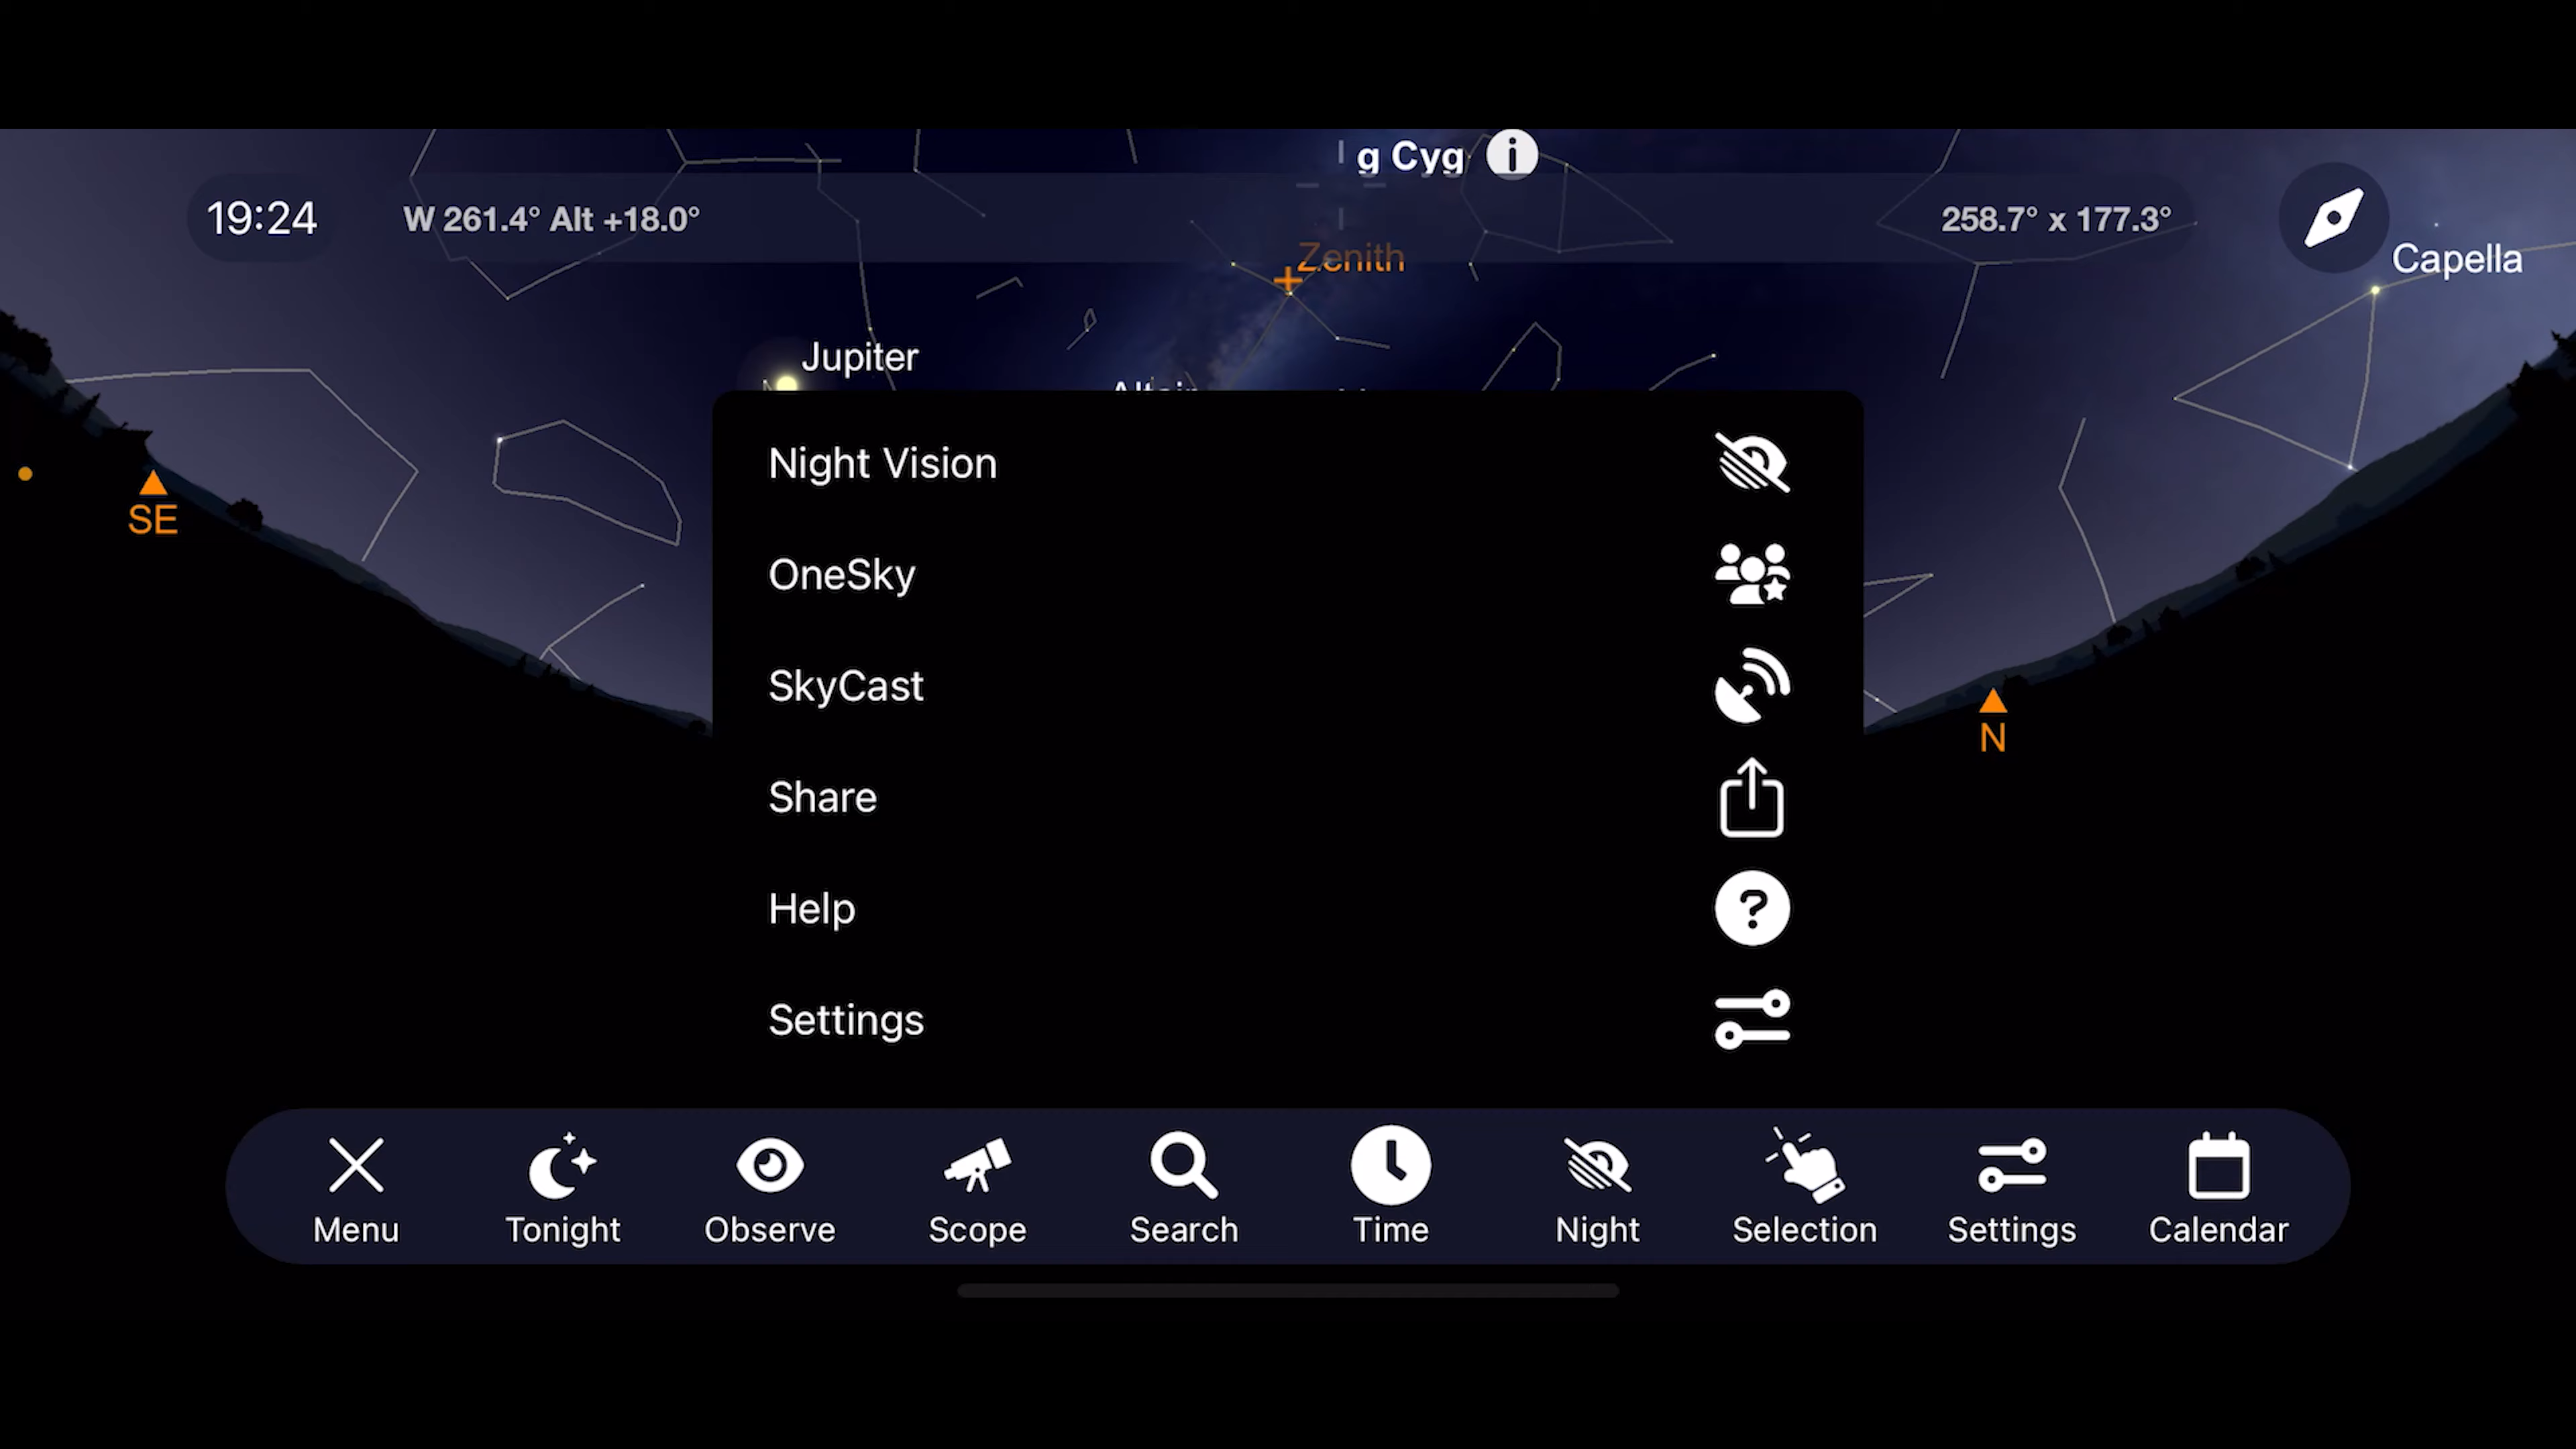 g Cyg
19:24
W 261.4° Alt +18.0°
258.7° x 177.3°
Capella
Zenith
Jupiter
Night Vision
SE
OneSky
SkyCast
N
Share
Help
Settings
Menu
Tonight
Observe
Scope
Search
Time
Night
Selection
Settings
Calendar